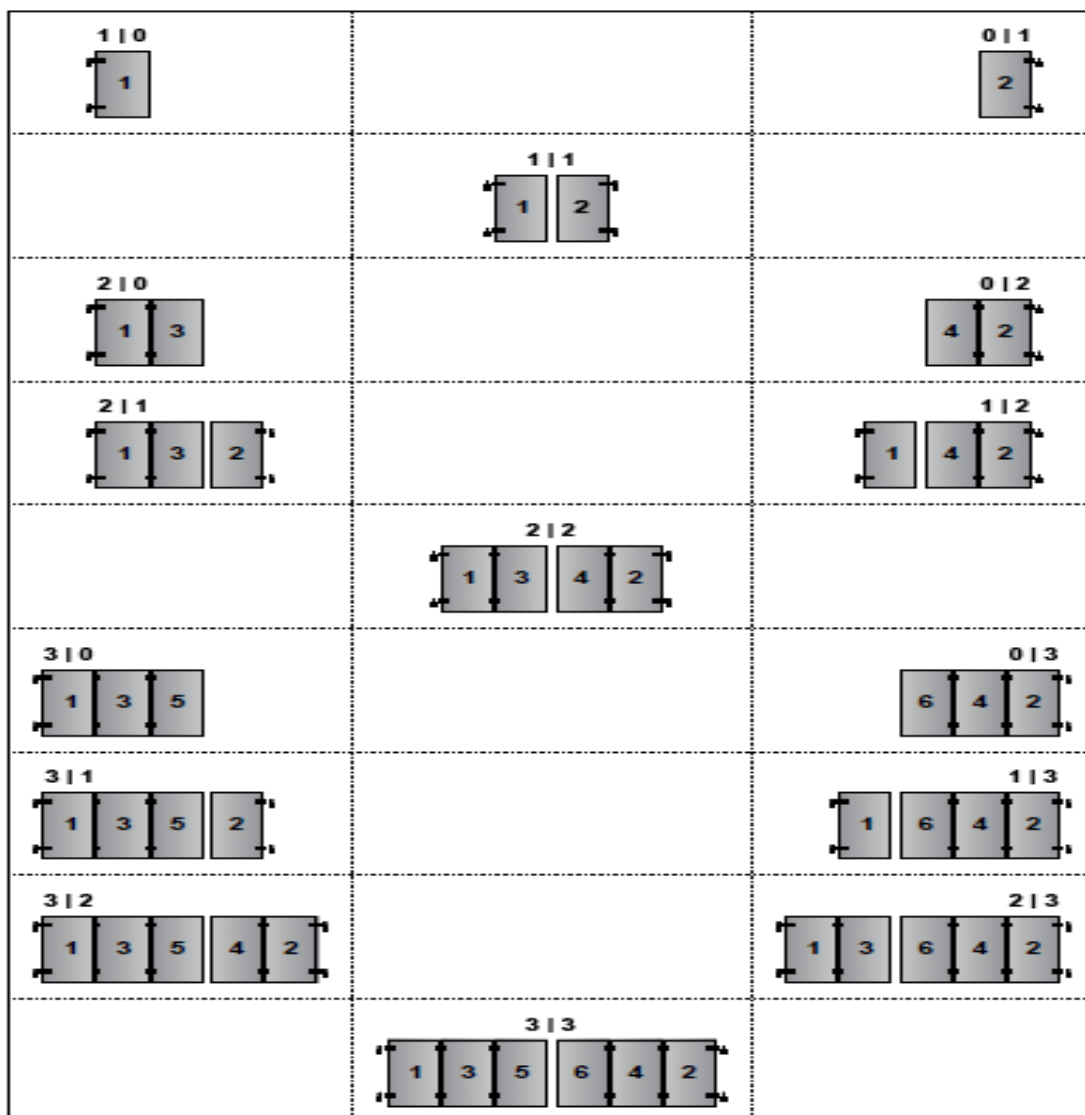 1 | 0
0 | 1
1
2
1 | 1
1 2
2 | 0
0 | 2
1 3
4 2
2 | 1
1 | 2
1 3 2
1 4 2
2 | 2
1 3 4 2
3 | 0
0 | 3
1 3 5
6 4 2
3 | 1
1 | 3
1 3 5 2
1 6 4 2
3 | 2
2 | 3
1 3 5 4 2
1 3 6 4 2
3 | 3
1 3 5 6 4 2